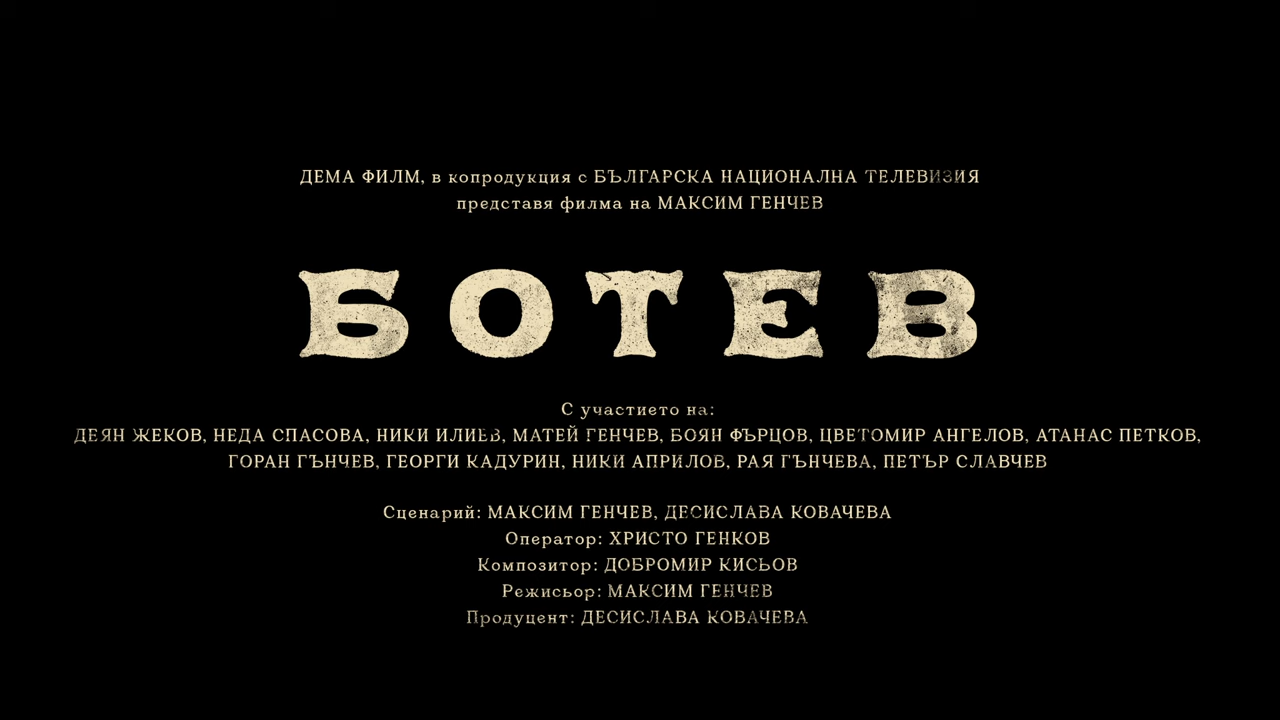 ДЕМА ФИЛМ, в копродукция с БЪЛГАРСКА НАЦИОНАЛНА ТЕЛЕВИЗИЯ
представя филма на МАКСИМ ГЕНЧЕВ
БОТЕВ
С участието на:
ДЕЯН ЖЕКОВ, НЕДА СПАСОВА, НИКИ ИЛИЕВ, МАТЕЙ ГЕНЧЕВ, БОЯН ФЪРЦОВ, ЦВЕТОМИР АНГЕЛОВ, АТАНАС ПЕТКОВ,
ГОРАН ГЪНЧЕВ, ГЕОРГИ КАДУРИН, НИКИ АПРИЛОВ, РАЯ ГЪНЧЕВА, ПЕТЪР СЛАВЧЕВ
Сценарий: МАКСИМ ГЕНЧЕВ, ДЕСИСЛАВА КОВАЧЕВА
Оператор: ХРИСТО ГЕНКОВ
Композитор: ДОБРОМИР КИСЬОВ
Режисьор: МАКСИМ ГЕНЧЕВ
Продуцент: ДЕСИСЛАВА КОВАЧЕВА